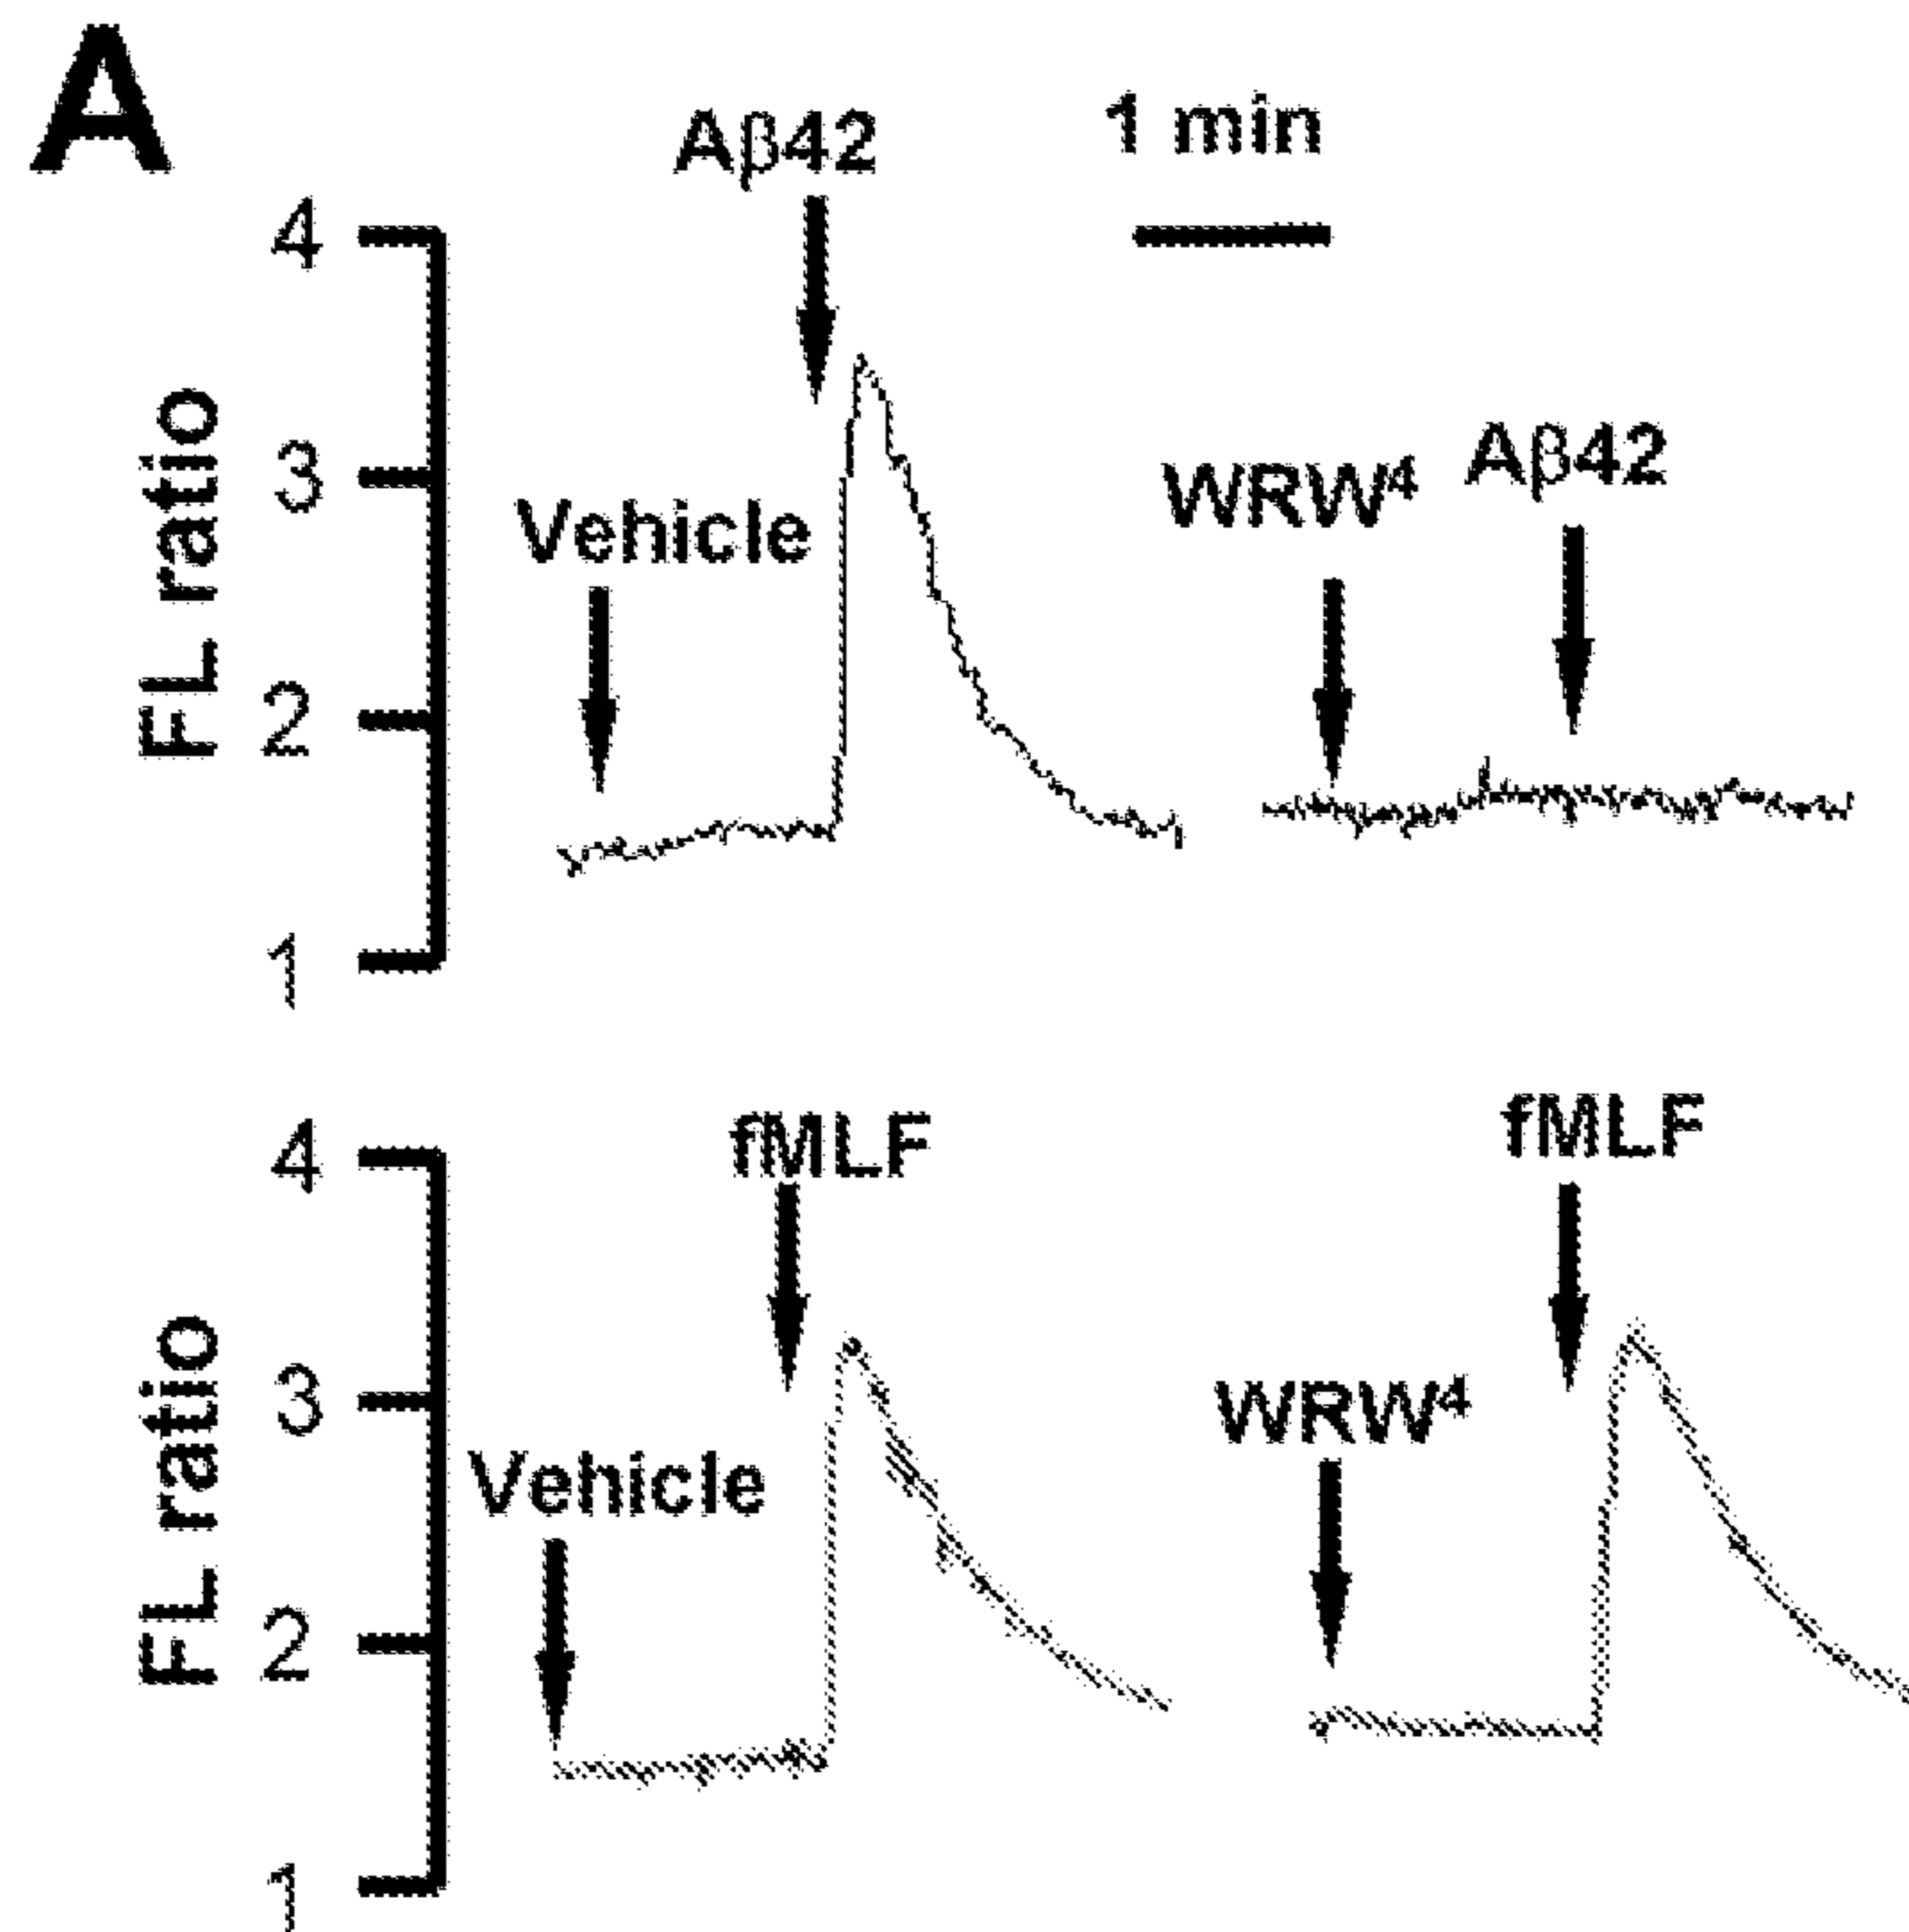 A
Aβ42
1 min
4
3
2
1
FL ratio
Vehicle
WRW⁴
Aβ42
fMLF
fMLF
4
3
2
1
FL ratio
Vehicle
WRW⁴